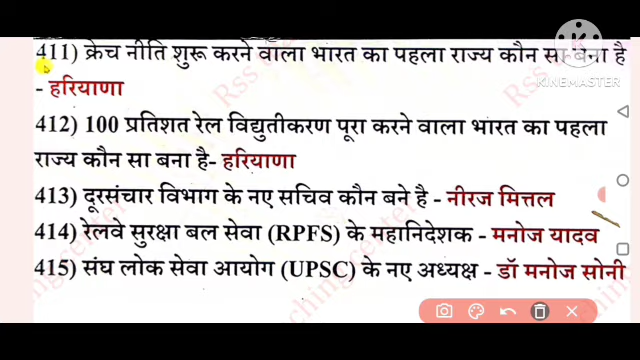 411) क्रेच नीति शुरू करने वाला भारत का पहला राज्य कौन सा बना है
- हरियाणा
412) 100 प्रतिशत रेल विद्युतीकरण पूरा करने वाला भारत का पहला
राज्य कौन सा बना है- हरियाणा
413) दूरसंचार विभाग के नए सचिव कौन बने है - नीरज मित्तल
414) रेलवे सुरक्षा बल सेवा (RPFS) के महानिदेशक - मनोज यादव
415) संघ लोक सेवा आयोग (UPSC) के नए अध्यक्ष - डॉ मनोज सोनी
KINEMASTER